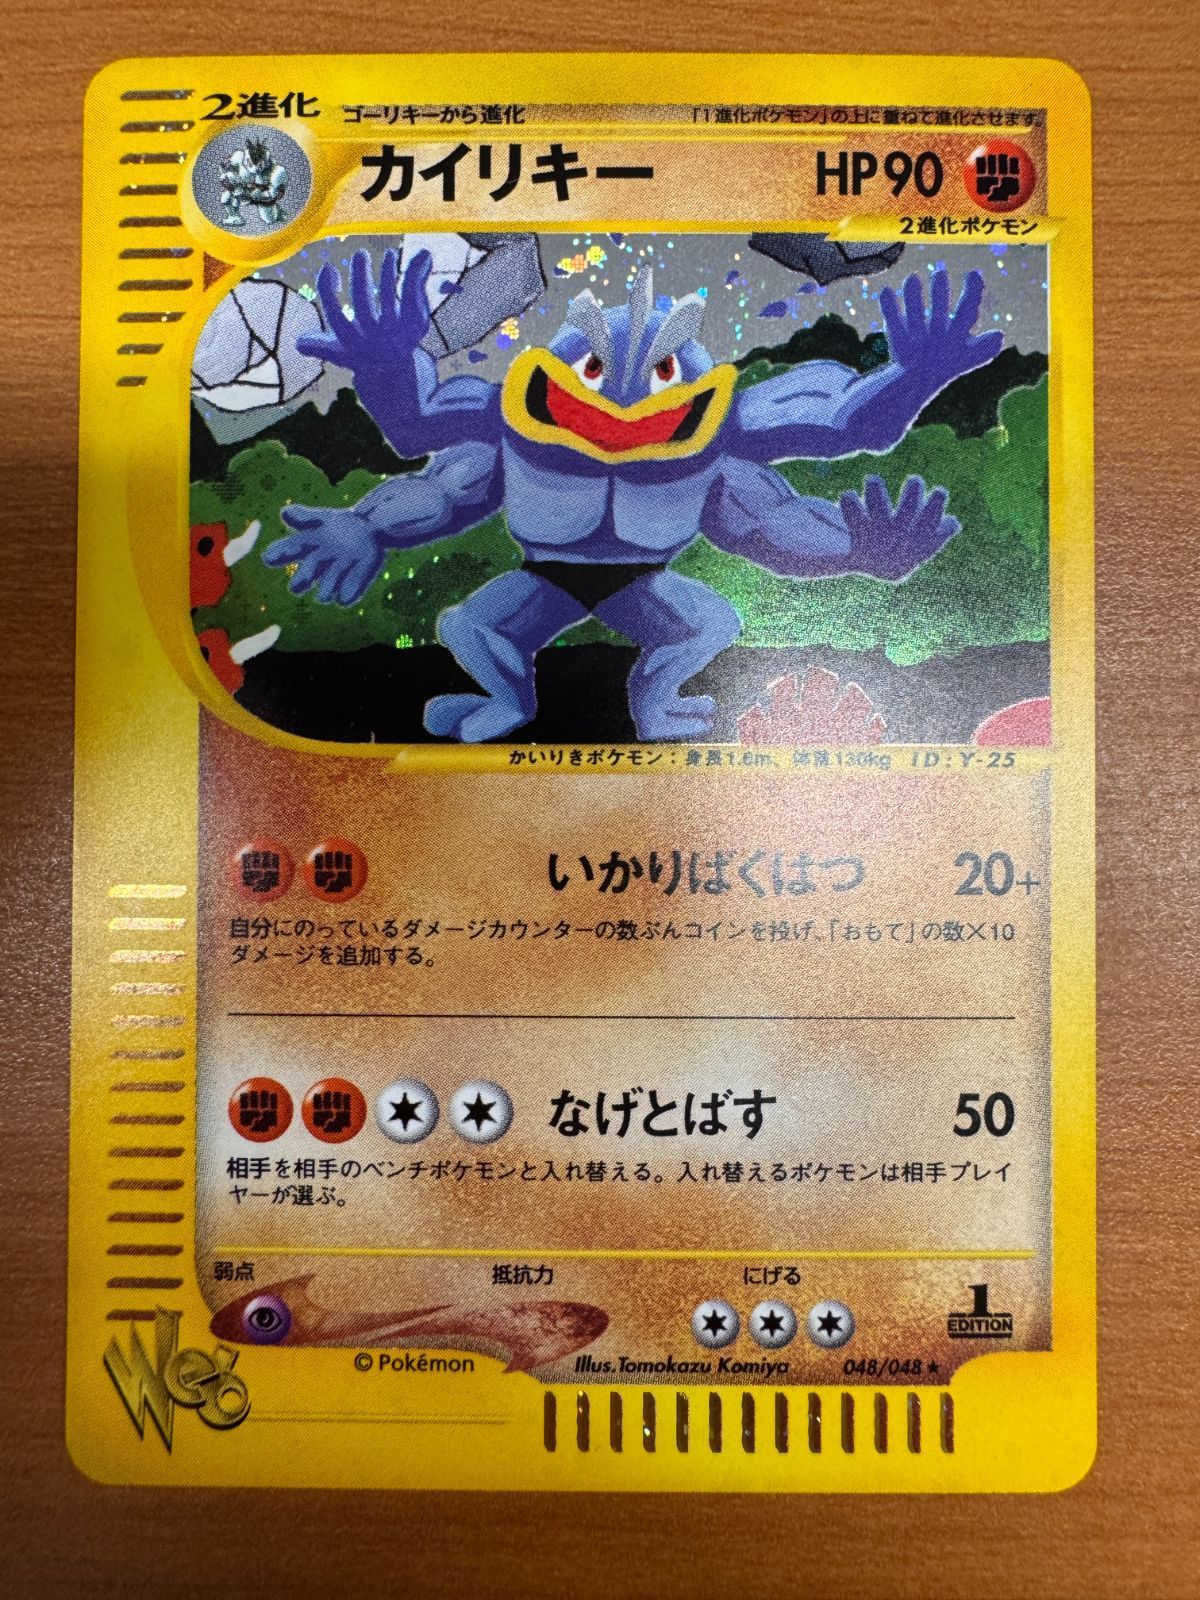 2進化
ゴーリキーから進化
「1進化ポケモン」の上に重ねて進化させます。
カイリキー
HP90
2進化ポケモン
かいりきポケモン：身長1.6m、体重130kg ID:Y-25
いかりばくはつ 20+
自分にのっているダメージカウンターの数ぶんコインを投げ、「おもて」の数×10
ダメージを追加する。
なげとばす 50
相手を相手のベンチポケモンと入れ替える。入れ替えるポケモンは相手プレイ
ヤーが選ぶ。
弱点 抵抗力 にげる
1
EDITION
Web
© Pokémon Illus.Tomokazu Komiya 048/048★